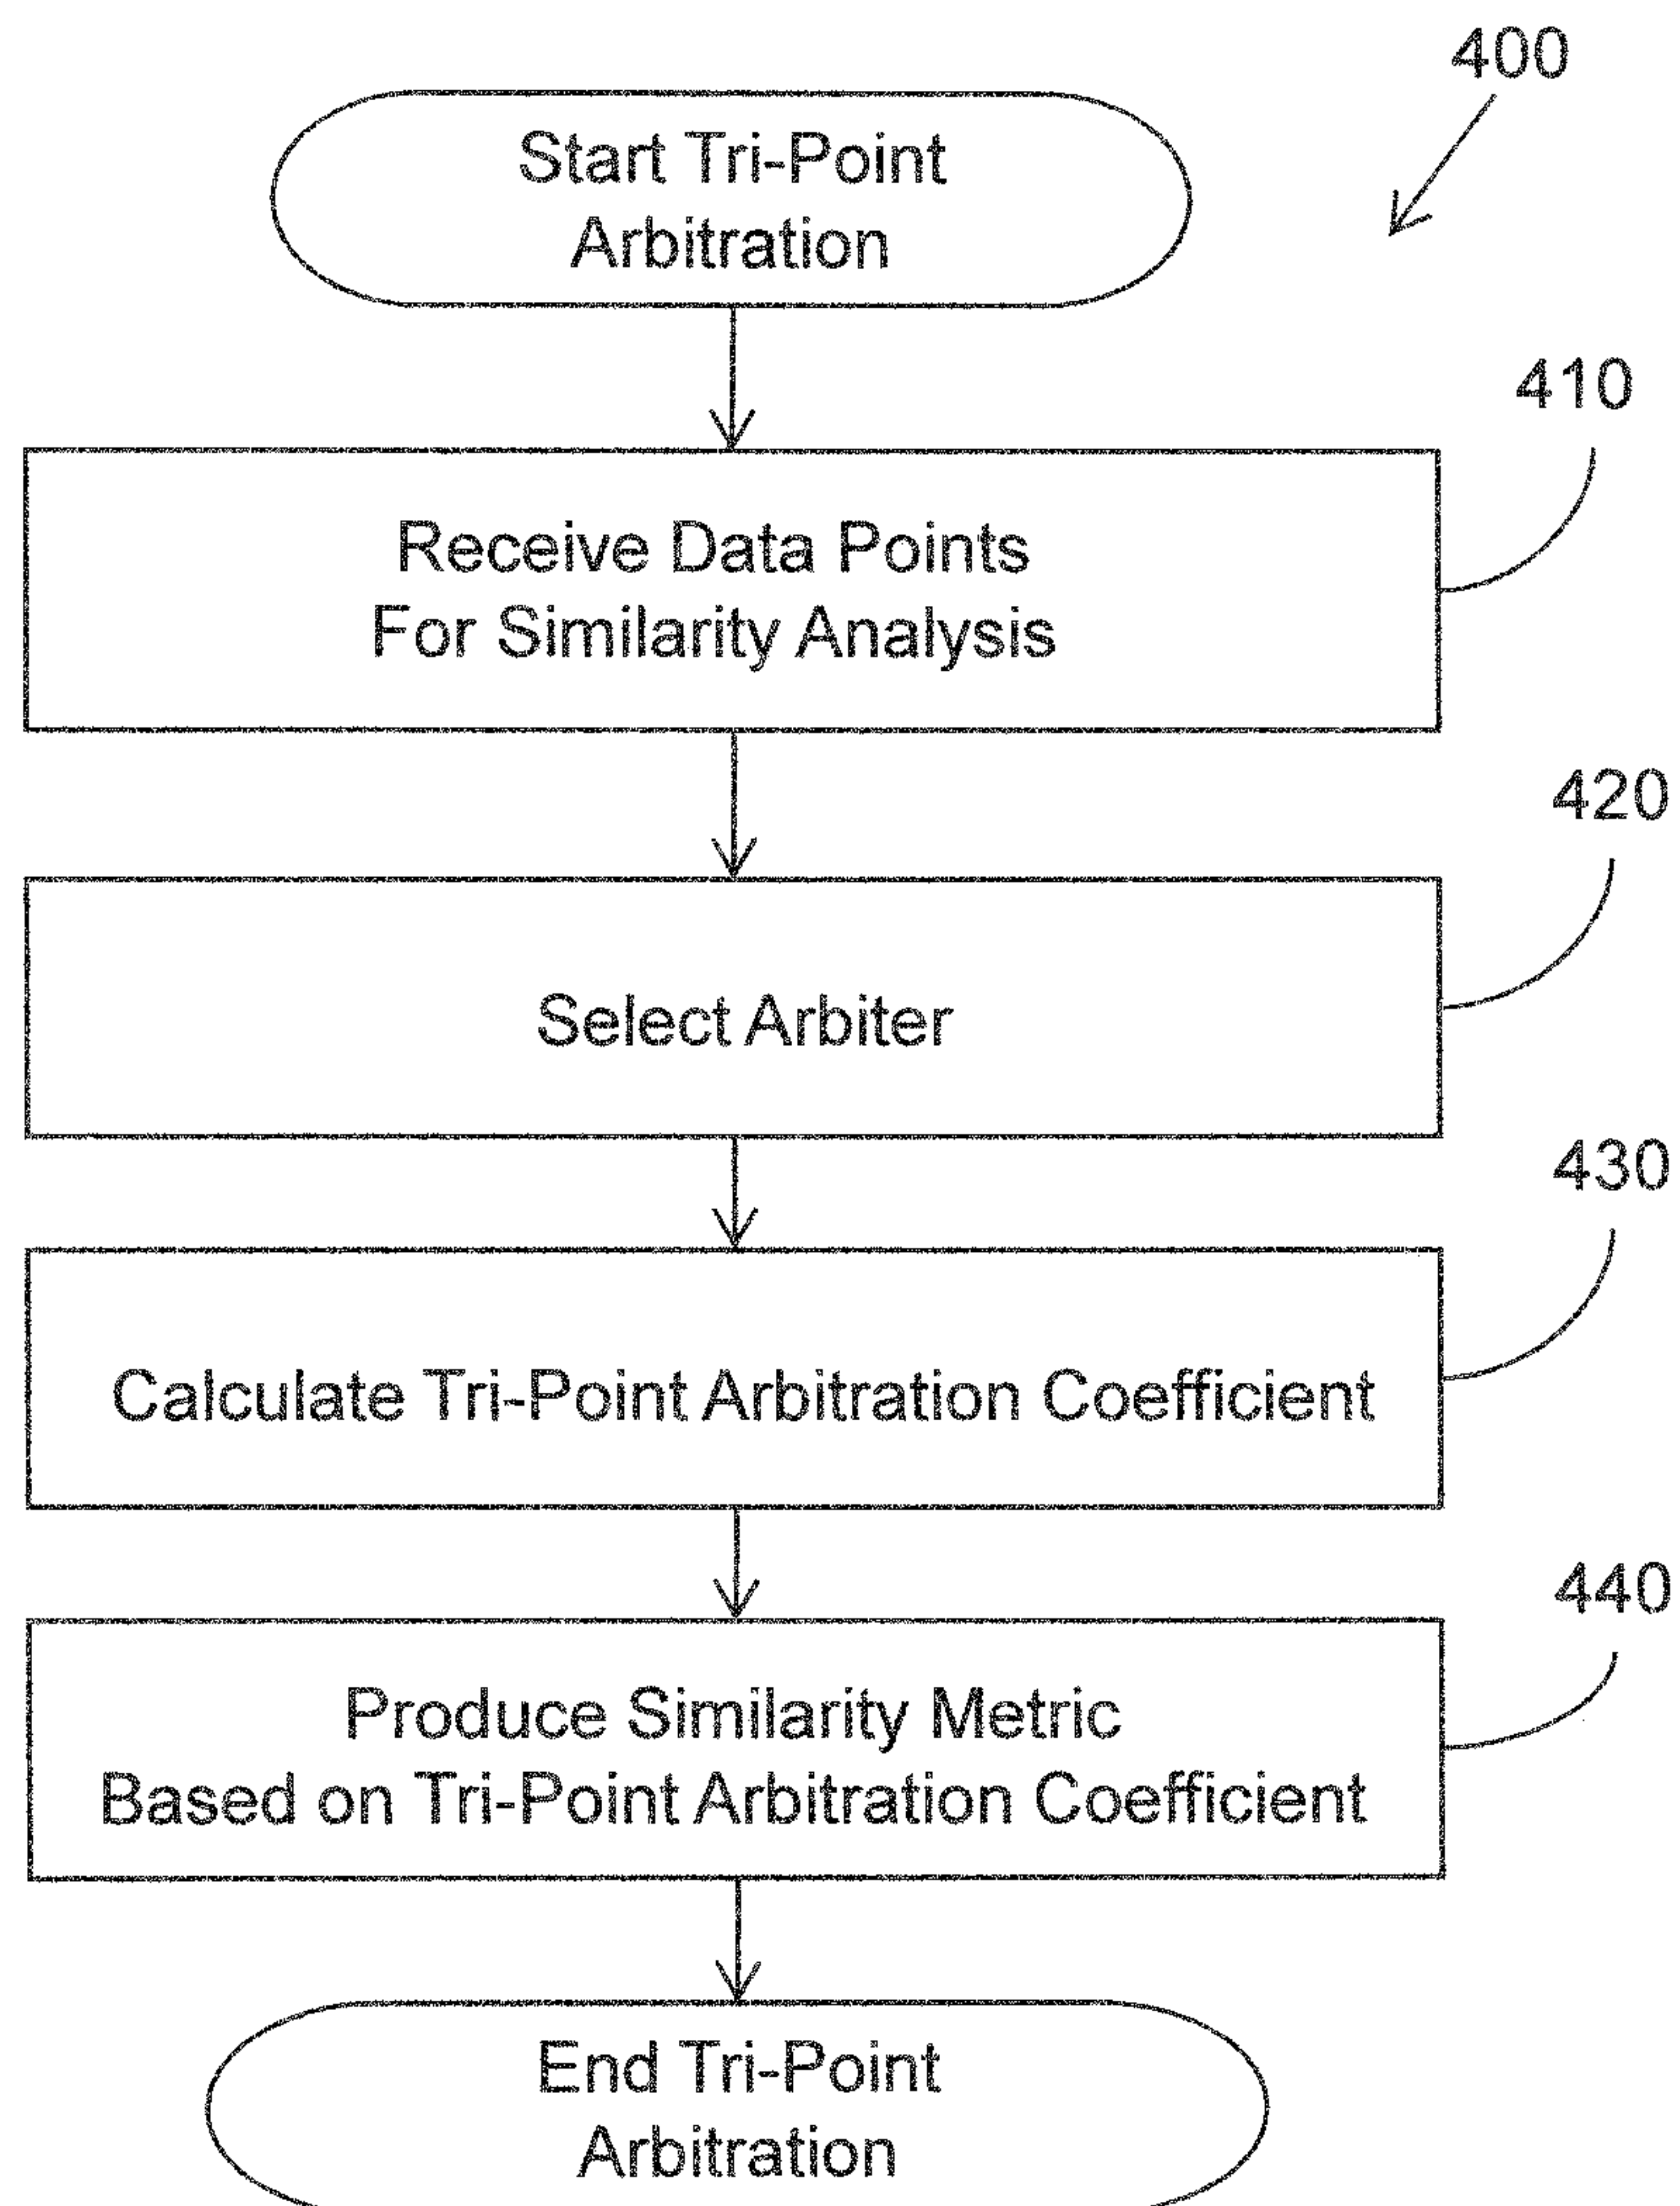 400
Start Tri-Point
Arbitration
410
Receive Data Points
For Similarity Analysis
420
Select Arbiter
430
Calculate Tri-Point Arbitration Coefficient
440
Produce Similarity Metric
Based on Tri-Point Arbitration Coefficient
End Tri-Point
Arbitration